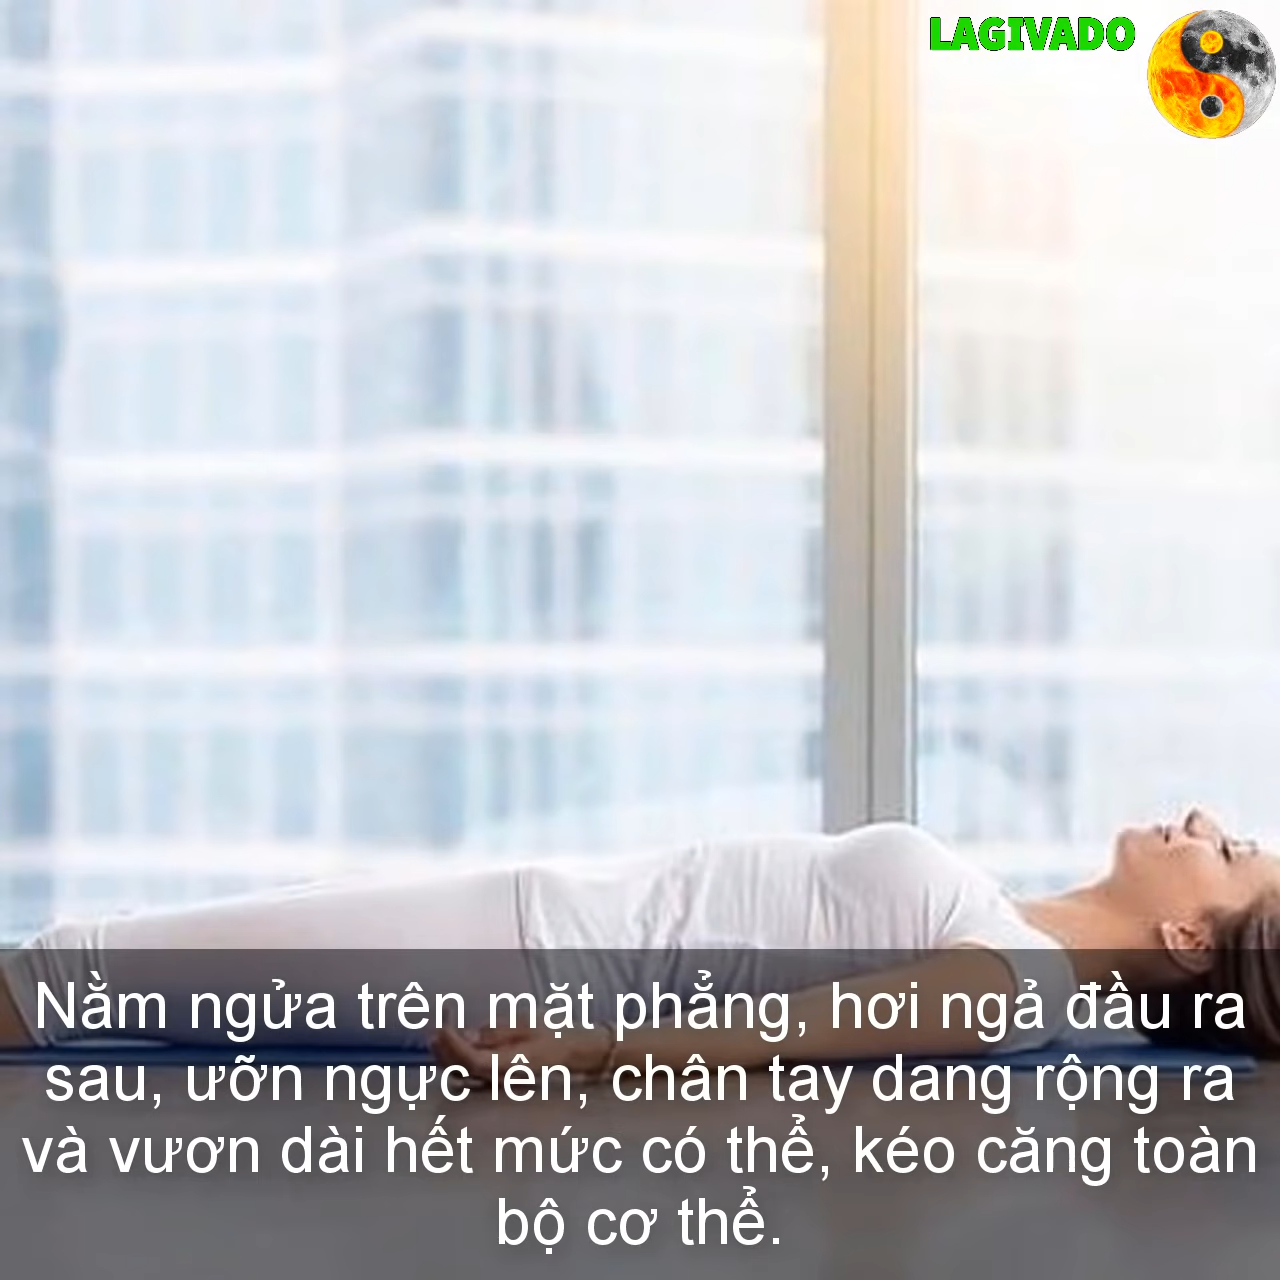 LAGIVADO
Nằm ngửa trên mặt phẳng, hơi ngả đầu ra
sau, ưỡn ngực lên, chân tay dang rộng ra
và vươn dài hết mức có thể, kéo căng toàn
bộ cơ thể.